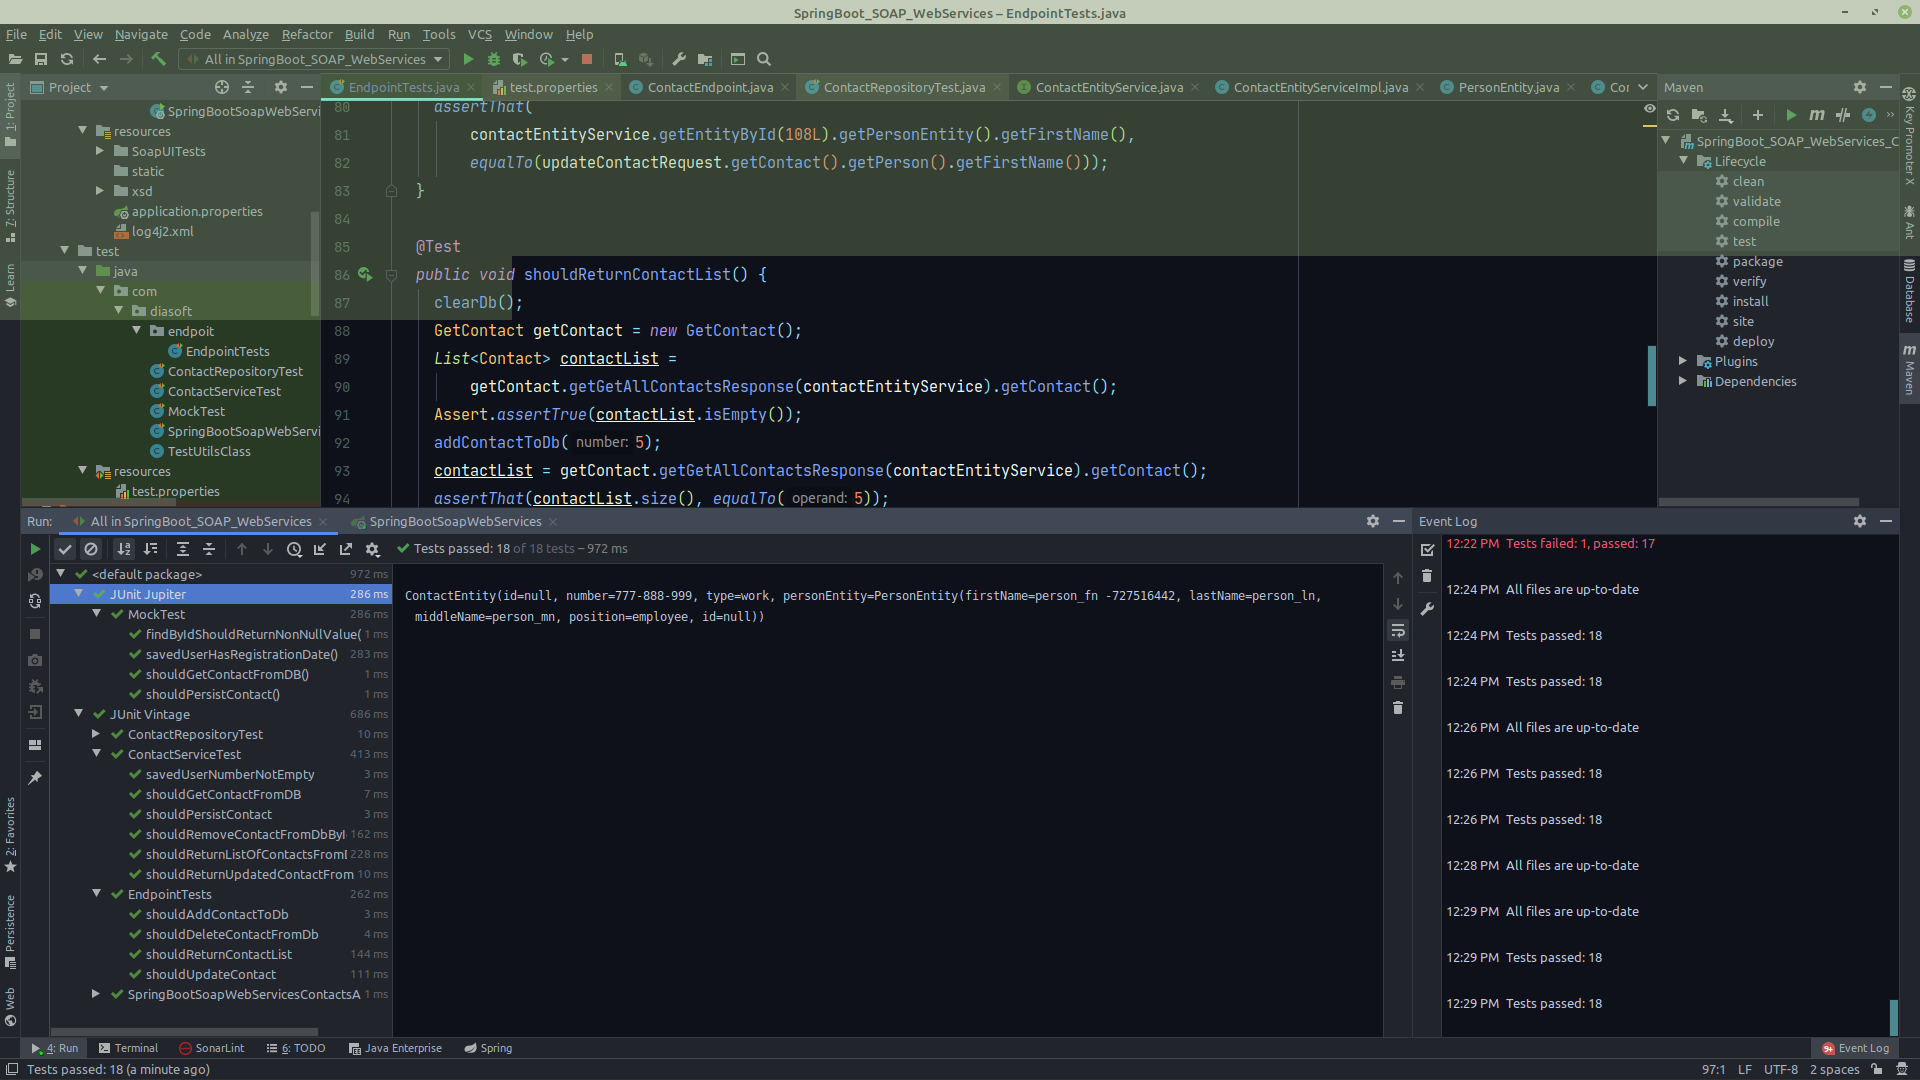 SpringBoot_SOAP_WebServices – EndpointTests.java
File Edit View Navigate Code Analyze Refactor Build Run Tools VCS Window Help
All in SpringBoot_SOAP_WebServices
Project
EndpointTests.java test.properties ContactEndpoint.java ContactRepositoryTest.java ContactEntityService.java ContactEntityServiceImpl.java PersonEntity.java Cor
1: Project
7: Structure
Learn
2: Favorites
Persistence
Web
SpringBootSoapWebServi
resources
SoapUITests
static
xsd
application.properties
log4j2.xml
test
java
com
diasoft
endpoit
EndpointTests
ContactRepositoryTest
ContactServiceTest
MockTest
SpringBootSoapWebServi
TestUtilsClass
resources
test.properties
80 assertThat(
81 contactEntityService.getEntityById(108L).getPersonEntity().getFirstName(),
82 equalTo(updateContactRequest.getContact().getPerson().getFirstName()));
83 }
84
85 @Test
86 public void shouldReturnContactList() {
87 clearDb();
88 GetContact getContact = new GetContact();
89 List<Contact> contactList =
90 getContact.getGetAllContactsResponse(contactEntityService).getContact();
91 Assert.assertTrue(contactList.isEmpty());
92 addContactToDb( number: 5);
93 contactList = getContact.getGetAllContactsResponse(contactEntityService).getContact();
94 assertThat(contactList.size(), equalTo( operand: 5));
Maven
SpringBoot_SOAP_WebServices_C
Lifecycle
clean
validate
compile
test
package
verify
install
site
deploy
Plugins
Dependencies
Key Promoter X
Ant
Database
Maven
Run: All in SpringBoot_SOAP_WebServices SpringBootSoapWebServices
Tests passed: 18 of 18 tests – 972 ms
<default package> 972 ms
JUnit Jupiter 286 ms
MockTest 286 ms
findByIdShouldReturnNonNullValue( 1 ms
savedUserHasRegistrationDate() 283 ms
shouldGetContactFromDB() 1 ms
shouldPersistContact() 1 ms
JUnit Vintage 686 ms
ContactRepositoryTest 10 ms
ContactServiceTest 413 ms
savedUserNumberNotEmpty 3 ms
shouldGetContactFromDB 7 ms
shouldPersistContact 3 ms
shouldRemoveContactFromDbByI 162 ms
shouldReturnListOfContactsFrom 228 ms
shouldReturnUpdatedContactFrom 10 ms
EndpointTests 262 ms
shouldAddContactToDb 3 ms
shouldDeleteContactFromDb 4 ms
shouldReturnContactList 144 ms
shouldUpdateContact 111 ms
SpringBootSoapWebServicesContactsA 1 ms
ContactEntity(id=null, number=777-888-999, type=work, personEntity=PersonEntity(firstName=person_fn -727516442, lastName=person_ln,
middleName=person_mn, position=employee, id=null))
Event Log
12:22 PM Tests failed: 1, passed: 17
12:24 PM All files are up-to-date
12:24 PM Tests passed: 18
12:24 PM Tests passed: 18
12:26 PM All files are up-to-date
12:26 PM Tests passed: 18
12:26 PM Tests passed: 18
12:28 PM All files are up-to-date
12:29 PM All files are up-to-date
12:29 PM Tests passed: 18
12:29 PM Tests passed: 18
4: Run Terminal SonarLint 6: TODO Java Enterprise Spring
9+ Event Log
Tests passed: 18 (a minute ago)
97:1 LF UTF-8 2 spaces